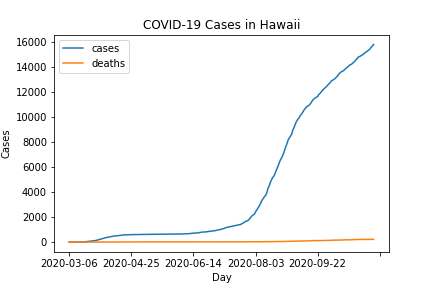 COVID-19 Cases in Hawaii
16000
14000
12000
10000
8000
6000
4000
2000
0
cases
deaths
Cases
2020-03-06 2020-04-25 2020-06-14 2020-08-03 2020-09-22
Day